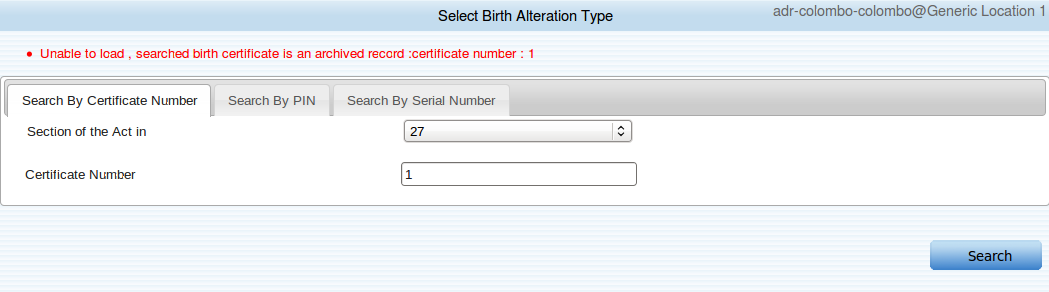 Select Birth Alteration Type
adr-colombo-colombo@Generic Location 1
Unable to load , searched birth certificate is an archived record :certificate number : 1
Search By Certificate Number Search By PIN Search By Serial Number
Section of the Act in 27
Certificate Number 1
Search